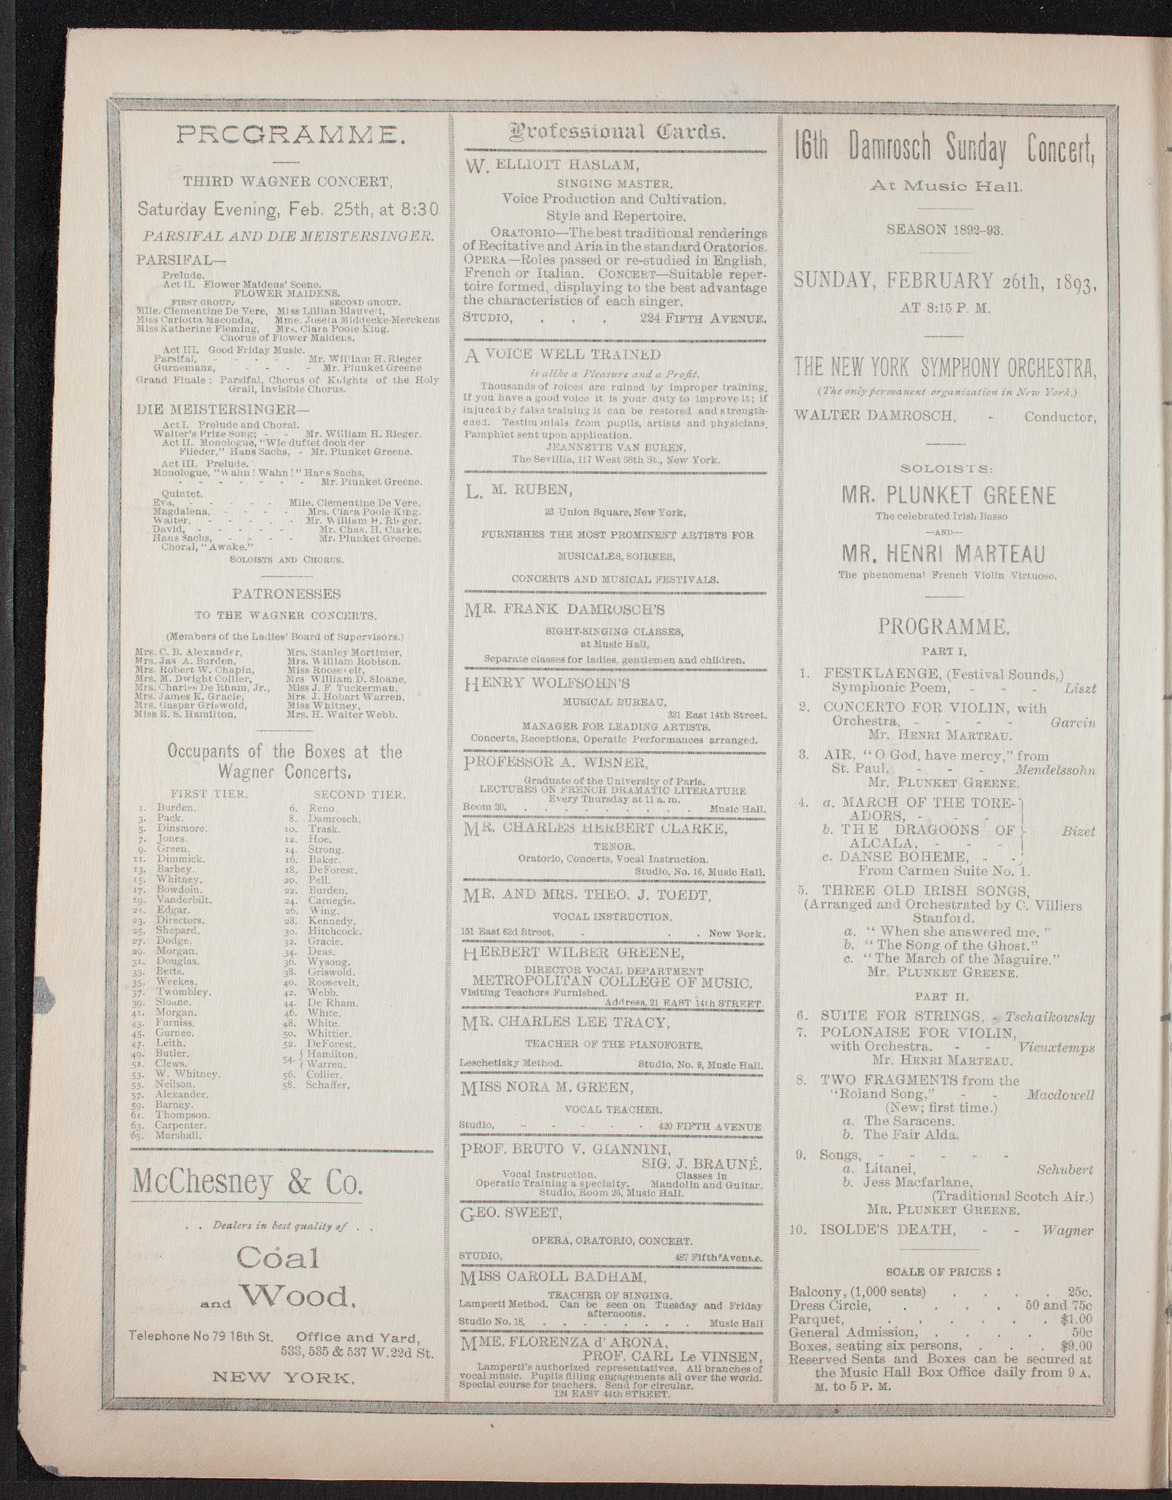 PROGRAMME.
THIRD WAGNER CONCERT,
Saturday Evening, Feb. 25th, at 8:30
PARSIFAL AND DIE MEISTERSINGER.
PARSIFAL—
Prelude.
Act II. Flower Maidens' Scene.
FLOWER MAIDENS.
FIRST GROUP. SECOND GROUP.
Mlle. Clementine De Vere, Miss Lillian Blauvelt,
Miss Carlotta Maconda, Mme. Josefa Middecke-Merckens
Miss Katherine Fleming, Mrs. Clara Poole King.
Chorus of Flower Maidens.
Act III. Good Friday Music.
Parsifal, - - - - Mr. William H. Rieger
Gurnemanz, - - - - Mr. Plunket Greene
Grand Finale: Parsifal, Chorus of Knights of the Holy
Grail, Invisible Chorus.
DIE MEISTERSINGER—
Act I. Prelude and Choral.
Walter's Prize Song; - - Mr. William H. Rieger.
Act II. Monologue, "Wie duftet doch der
Flieder," Hans Sachs, - Mr. Plunket Greene.
Act III. Prelude.
Monologue, "Wahn! Wahn!" Hans Sachs,
- - - - - - Mr. Plunket Greene.
Quintet.
Eva, - - - - - Mlle. Clementine De Vere.
Magdalena, - - - - Mrs. Clara Poole King.
Walter, - - - - - Mr. William H. Rieger.
David, - - - - - Mr. Chas. H. Clarke.
Hans Sachs, - - - - Mr. Plunket Greene.
Choral, "Awake."
SOLOISTS AND CHORUS.
PATRONESSES
TO THE WAGNER CONCERTS.
(Members of the Ladies' Board of Supervisors.)
Mrs. C. B. Alexander, Mrs. Stanley Mortimer,
Mrs. Jas A. Burden, Mrs. William Robison.
Mrs. Robert W. Chapin, Miss Roosevelt,
Mrs. M. Dwight Collier, Mrs William D. Sloane,
Mrs. Charles De Rham, Jr., Miss J. F. Tuckerman,
Mrs. James K. Gracie, Mrs J. Hobart Warren,
Mrs. Gaspar Griswold, Miss Whitney,
Miss E. S. Hamilton, Mrs. H. Walter Webb.
Occupants of the Boxes at the
Wagner Concerts.
FIRST TIER. SECOND TIER.
1. Burden. 6. Reno.
3. Pack. 8. Damrosch.
5. Dinsmore. 10. Trask.
7. Jones. 12. Hoe.
9. Green. 14. Strong.
11. Dimmick. 16. Baker.
13. Barbey. 18. DeForest.
15. Whitney. 20. Pell.
17. Bowdoin. 22. Burden.
19. Vanderbilt. 24. Carnegie.
21. Edgar. 26. Wing.
23. Directors. 28. Kennedy.
25. Shepard. 30. Hitchcock.
27. Dodge. 32. Gracie.
29. Morgan. 34. Deas.
31. Douglas. 36. Wysong.
33. Betts. 38. Griswold.
35. Weekes. 40. Roosevelt.
37. Twombley. 42. Webb.
39. Sloane. 44. De Rham.
41. Morgan. 46. White.
43. Furniss. 48. White.
45. Gurnee. 50. Whittier.
47. Leith. 52. DeForest.
49. Butler. 54. { Hamilton.
51. Clews. { Warren.
53. W. Whitney. 56. Collier.
55. Neilson. 58. Schaffer.
57. Alexander.
59. Barney.
61. Thompson.
63. Carpenter.
65. Marshall.
McChesney & Co.
. . Dealers in best quality of . .
Coal
and Wood,
Telephone No 79 18th St. Office and Yard,
533, 535 & 537 W.22d St.
NEW YORK.
Professional Cards.
W. ELLIOTT HASLAM,
SINGING MASTER.
Voice Production and Cultivation.
Style and Repertoire.
ORATORIO—The best traditional renderings
of Recitative and Aria in the standard Oratorios.
OPERA—Roles passed or re-studied in English,
French or Italian. CONCERT—Suitable reper-
toire formed, displaying to the best advantage
the characteristics of each singer.
STUDIO, . . . 224 FIFTH AVENUE.
A VOICE WELL TRAINED
is alike a Pleasure and a Profit.
Thousands of voices are ruined by improper training.
If you have a good voice it is your duty to improve it; if
injured by false training it can be restored and strength-
ened. Testimonials from pupils, artists and physicians.
Pamphlet sent upon application.
JEANNETTE VAN BUREN,
The Sevillia, 117 West 58th St., New York.
L. M. RUBEN,
23 Union Square, New York,
FURNISHES THE MOST PROMINENT ARTISTS FOR
MUSICALES, SOIREES,
CONCERTS AND MUSICAL FESTIVALS.
MR. FRANK DAMROSCH'S
SIGHT-SINGING CLASSES,
at Music Hall,
Separate classes for ladies, gentlemen and children.
HENRY WOLFSOHN'S
MUSICAL BUREAU,
331 East 14th Street.
MANAGER FOR LEADING ARTISTS.
Concerts, Receptions, Operatic Performances arranged.
PROFESSOR A. WISNER,
Graduate of the University of Paris.
LECTURES ON FRENCH DRAMATIC LITERATURE
Every Thursday at 11 a. m.
Room 20, . . . . . . . . Music Hall.
MR. CHARLES HERBERT CLARKE,
TENOR.
Oratorio, Concerts, Vocal Instruction.
Studio, No. 16, Music Hall.
MR. AND MRS. THEO. J. TOEDT,
VOCAL INSTRUCTION.
151 East 62d Street, . . . New York.
HERBERT WILBER GREENE,
DIRECTOR VOCAL DEPARTMENT
METROPOLITAN COLLEGE OF MUSIC.
Visiting Teachers Furnished.
Address, 21 EAST 14th STREET.
MR. CHARLES LEE TRACY,
TEACHER OF THE PIANOFORTE.
Leschetizky Method. Studio, No. 9, Music Hall.
MISS NORA M. GREEN,
VOCAL TEACHER.
Studio, - - . . . 420 FIFTH AVENUE
PROF. BRUTO V. GIANNINI,
SIG. J. BRAUNÉ.
Vocal Instruction. Classes in
Operatic Training a specialty. Mandolin and Guitar.
Studio, Room 26, Music Hall.
GEO. SWEET,
OPERA, ORATORIO, CONCERT.
STUDIO, 487 Fifth Avenue.
MISS CAROLL BADHAM,
TEACHER OF SINGING.
Lamperti Method. Can be seen on Tuesday and Friday
afternoons.
Studio No. 18, . . . . . . . Music Hall
MME. FLORENZA d' ARONA,
PROF. CARL Le VINSEN,
Lamperti's authorized representatives. All branches of
vocal music. Pupils filling engagements all over the world.
Special course for teachers. Send for circular.
124 EAST 44th STREET.
16th Damrosch Sunday Concert,
At Music Hall.
SEASON 1892-93.
SUNDAY, FEBRUARY 26th, 1893,
AT 8:15 P. M.
THE NEW YORK SYMPHONY ORCHESTRA,
(The only permanent organization in New York.)
WALTER DAMROSCH, - Conductor,
SOLOISTS:
MR. PLUNKET GREENE
The celebrated Irish Basso
—AND—
MR. HENRI MARTEAU
The phenomenal French Violin Virtuoso.
PROGRAMME.
PART I,
1. FESTKLAENGE, (Festival Sounds,)
Symphonic Poem, - - - Liszt
2. CONCERTO FOR VIOLIN, with
Orchestra, - - - - Garcin
Mr. HENRI MARTEAU.
3. AIR, "O God, have mercy," from
St. Paul, - - - Mendelssohn
Mr. PLUNKET GREENE.
4. a. MARCH OF THE TORE-
ADORS, - - -
b. THE DRAGOONS OF Bizet
ALCALA, - - -
c. DANSE BOHEME, - -
From Carmen Suite No. 1.
5. THREE OLD IRISH SONGS,
(Arranged and Orchestrated by C. Villiers
Stanford.
a. "When she answered me."
b. "The Song of the Ghost."
c. "The March of the Maguire."
Mr. PLUNKET GREENE.
PART II.
6. SUITE FOR STRINGS, - Tschaikowsky
7. POLONAISE FOR VIOLIN,
with Orchestra. - - Vieuxtemps
Mr. HENRI MARTEAU.
8. TWO FRAGMENTS from the
"Roland Song," - - Macdowell
(New; first time.)
a. The Saracens.
b. The Fair Alda.
9. Songs, - - - - -
a. Litanei, Schubert
b. Jess Macfarlane,
(Traditional Scotch Air.)
MR. PLUNKET GREENE.
10. ISOLDE'S DEATH, - - Wagner
SCALE OF PRICES:
Balcony, (1,000 seats) . . . . 25c.
Dress Circle, . . . . 50 and 75c
Parquet, . . . . . . $1.00
General Admission, . . . . 50c
Boxes, seating six persons, . . . $9.00
Reserved Seats and Boxes can be secured at
the Music Hall Box Office daily from 9 A.
M. to 5 P. M.